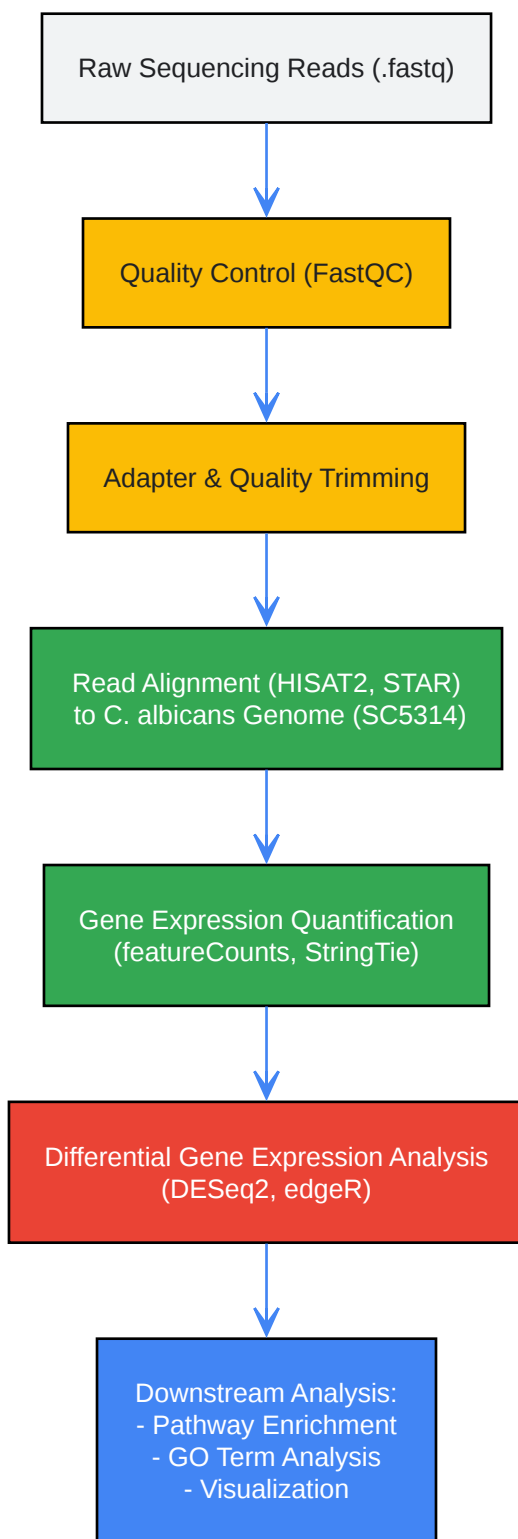 Raw Sequencing Reads (.fastq)
Quality Control (FastQC)
Adapter & Quality Trimming
Read Alignment (HISAT2, STAR)
to C. albicans Genome (SC5314)
Gene Expression Quantification
(featureCounts, StringTie)
Differential Gene Expression Analysis
(DESeq2, edgeR)
Downstream Analysis:
- Pathway Enrichment
- GO Term Analysis
- Visualization